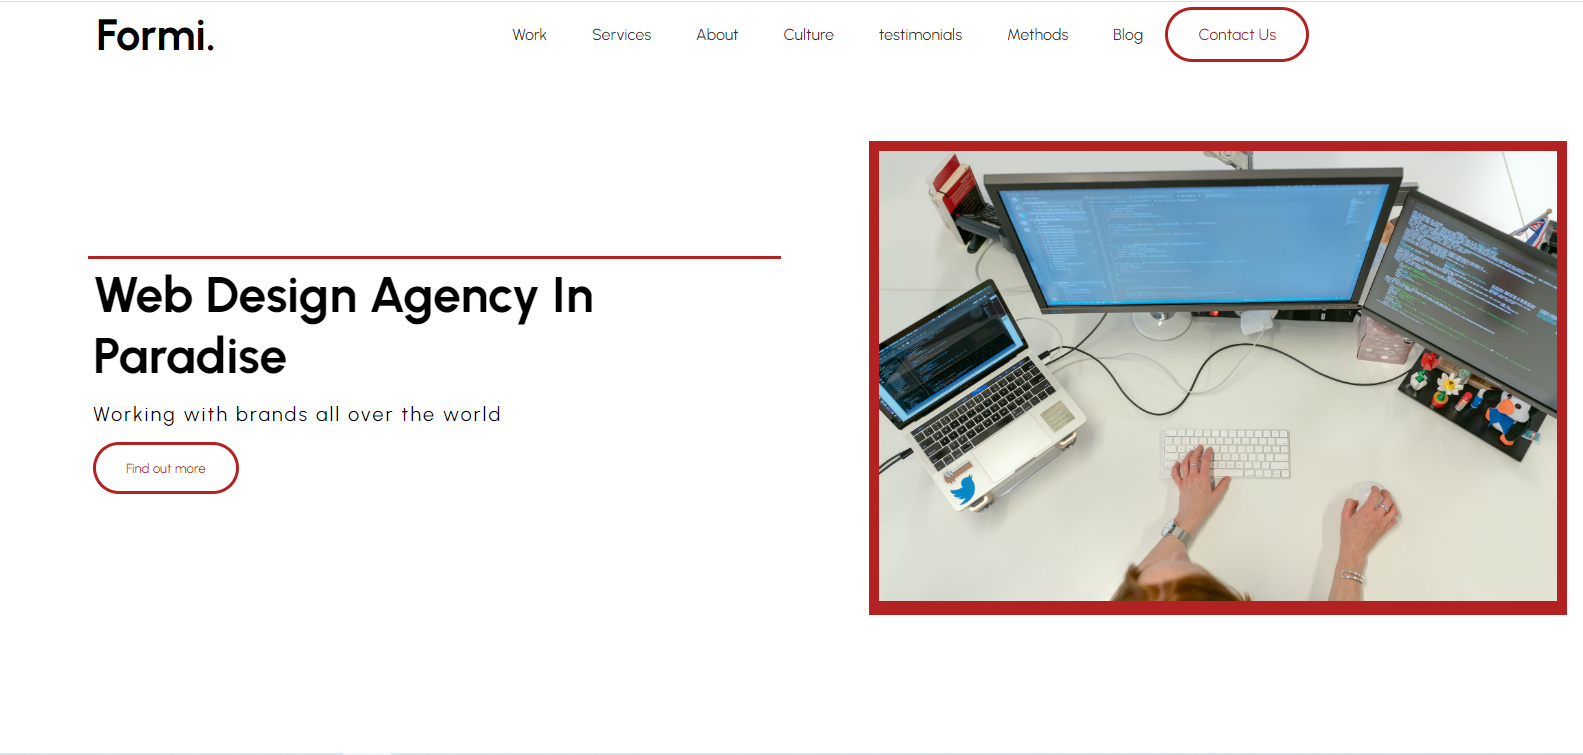 Formi.
Work Services About Culture testimonials Methods Blog Contact Us
Web Design Agency In
Paradise
Working with brands all over the world
Find out more